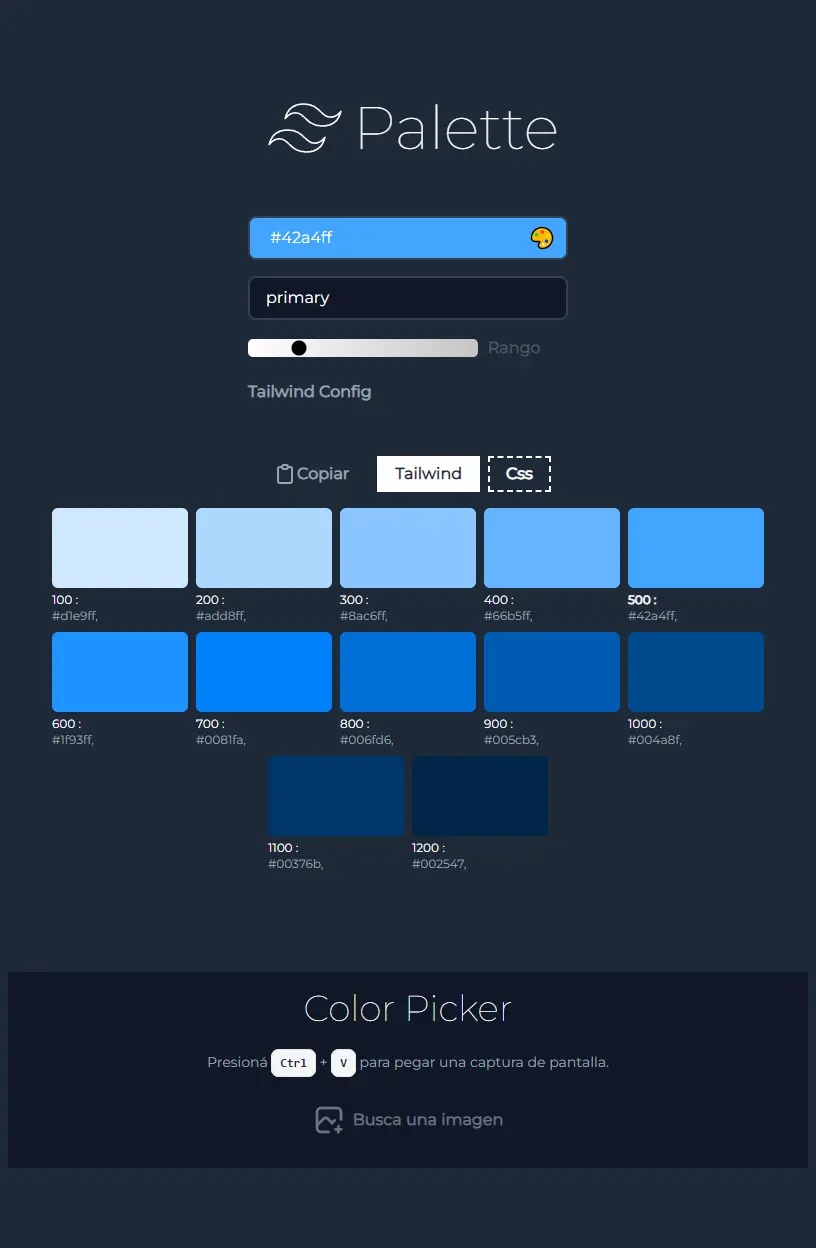 Palette
#42a4ff
primary
Rango
Tailwind Config
Copiar Tailwind Css
100 : 200 : 300 : 400 : 500 :
#d1e9ff, #add8ff, #8ac6ff, #66b5ff, #42a4ff,
600 : 700 : 800 : 900 : 1000 :
#1f93ff, #0081fa, #006fd6, #005cb3, #004a8f,
1100 : 1200 :
#00376b, #002547,
Color Picker
Presioná Ctrl + V para pegar una captura de pantalla.
Busca una imagen